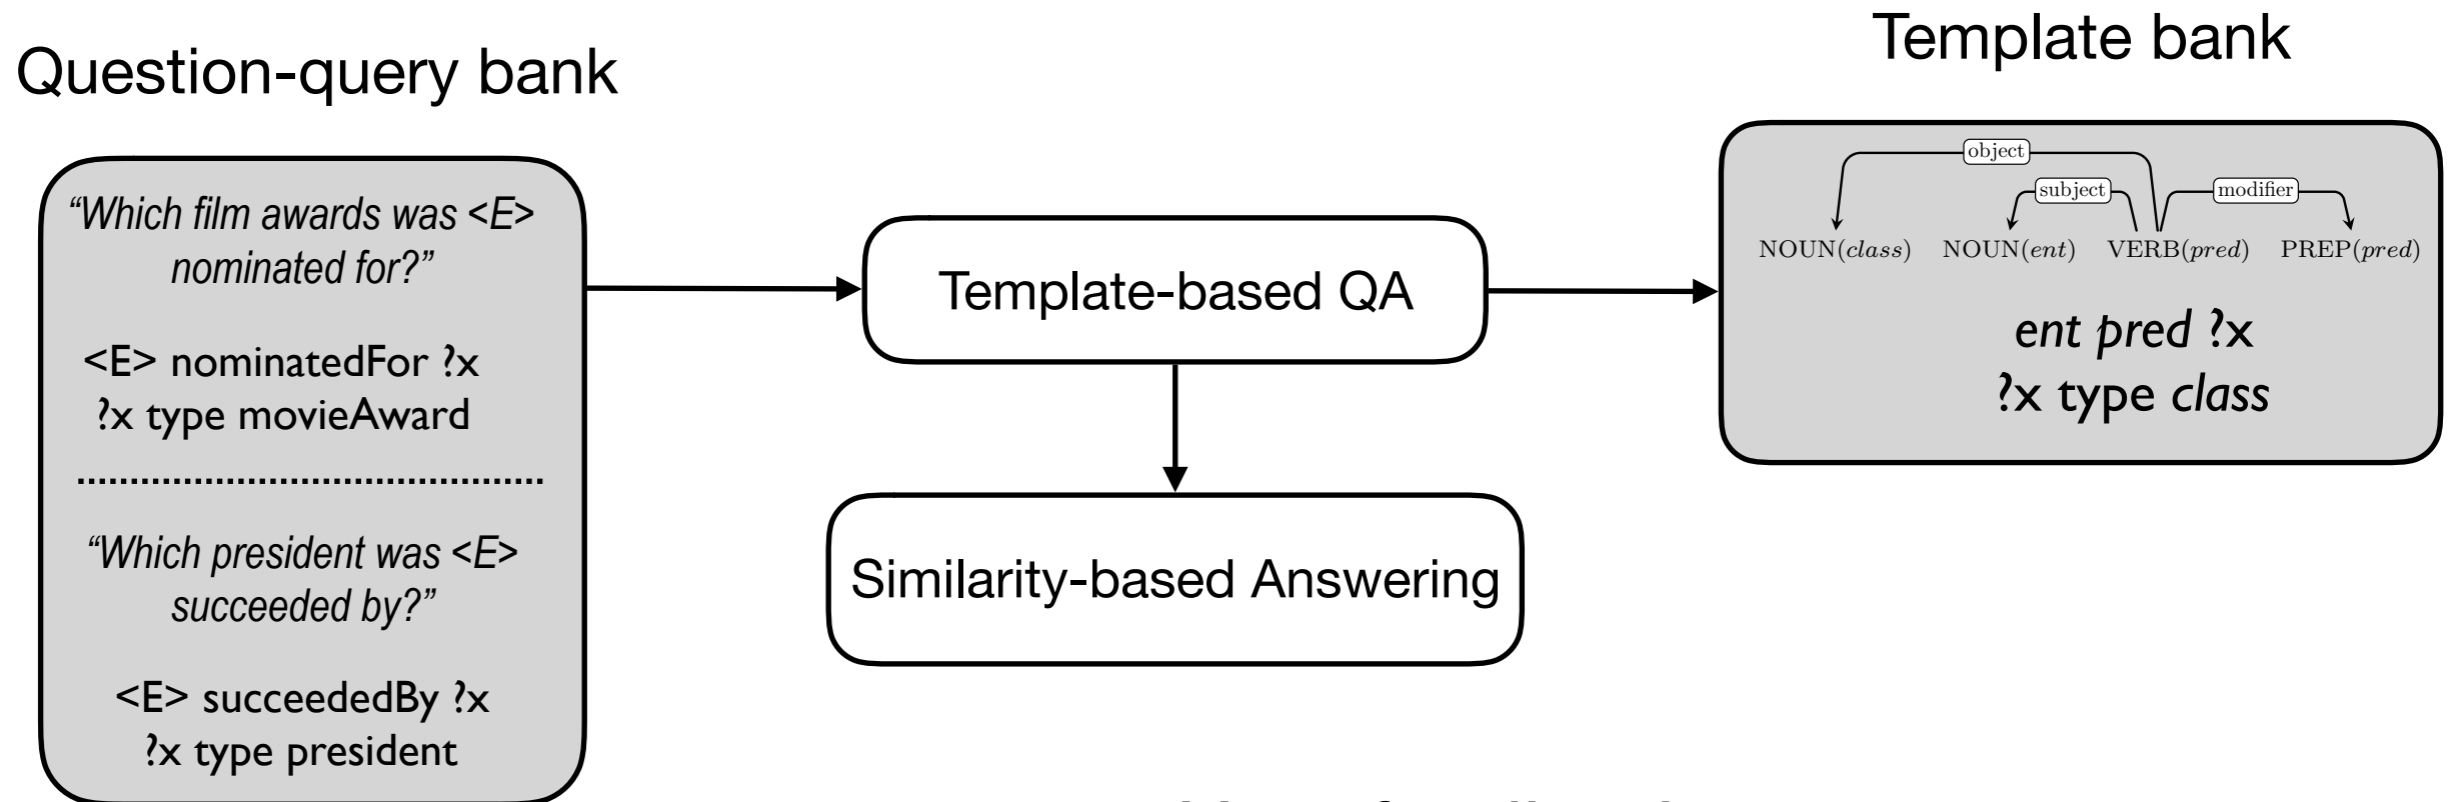 Question-query bank
“Which film awards was <E>
nominated for?”
<E> nominatedFor ?x
?x type movieAward
“Which president was <E>
succeeded by?”
<E> succeededBy ?x
?x type president
Template-based QA
Similarity-based Answering
Template bank
object
subject modifier
NOUN(class) NOUN(ent) VERB(pred) PREP(pred)
ent pred ?x
?x type class